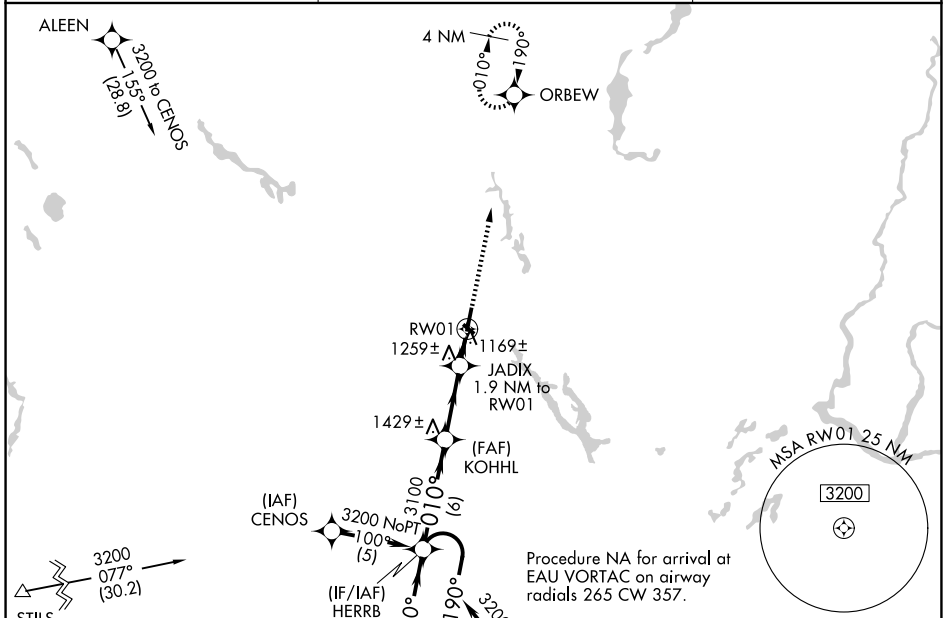 ALEEN
3200 to CENOS
155°
(28.8)
4 NM
010°
190°
ORBEW
RW01
1259±
1169±
JADIX
1.9 NM to
RW01
1429±
(FAF)
KOHHL
3100
010°
(6)
(IAF)
CENOS
3200 NoPT
100°
(5)
MSA RW01 25 NM
3200
3200
077°
(30.2)
(IF/IAF)
HERRB
190°
3200
Procedure NA for arrival at
EAU VORTAC on airway
radials 265 CW 357.